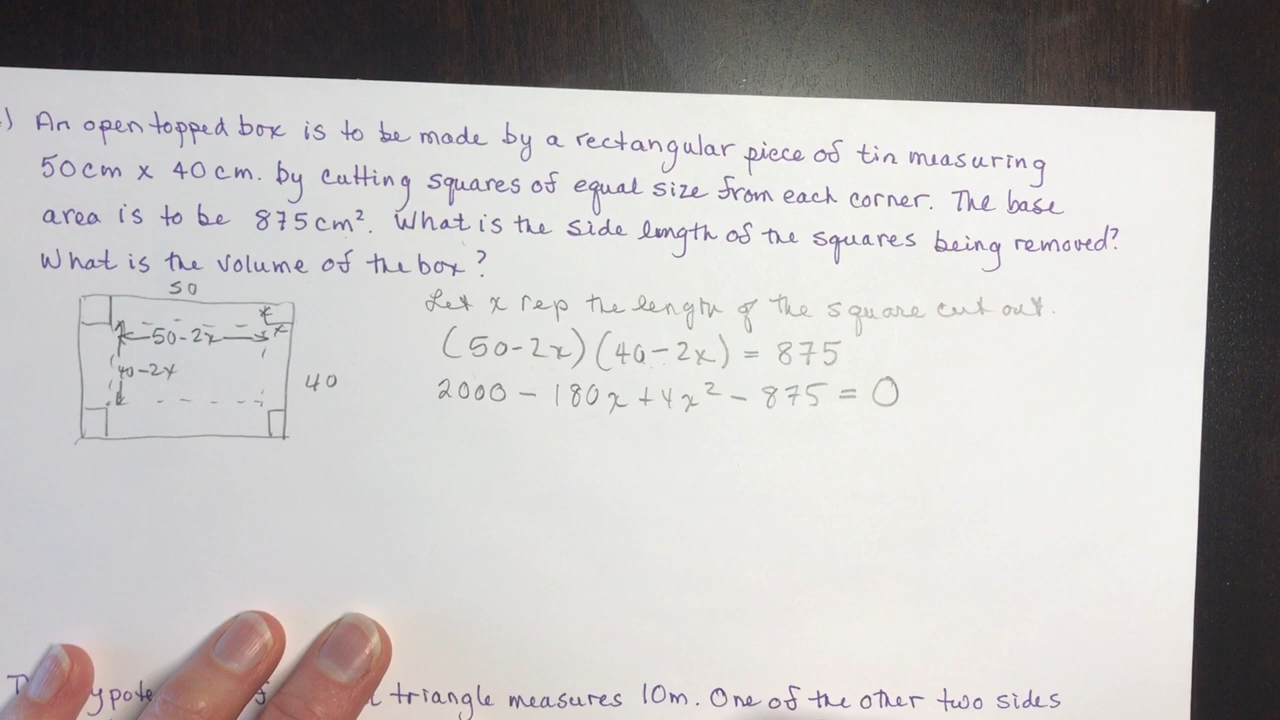 ) An open topped box is to be made by a rectangular piece of tin measuring
50cm x 40cm. by cutting squares of equal size from each corner. The base
area is to be 875cm². What is the side length of the squares being removed?
What is the volume of the box?
50
x
x
50-2x
40-2x
40
Let x rep the length of the square cut out.
(50-2x)(40-2x) = 875
2000 - 180x + 4x² - 875 = 0
triangle measures 10m. One of the other two sides